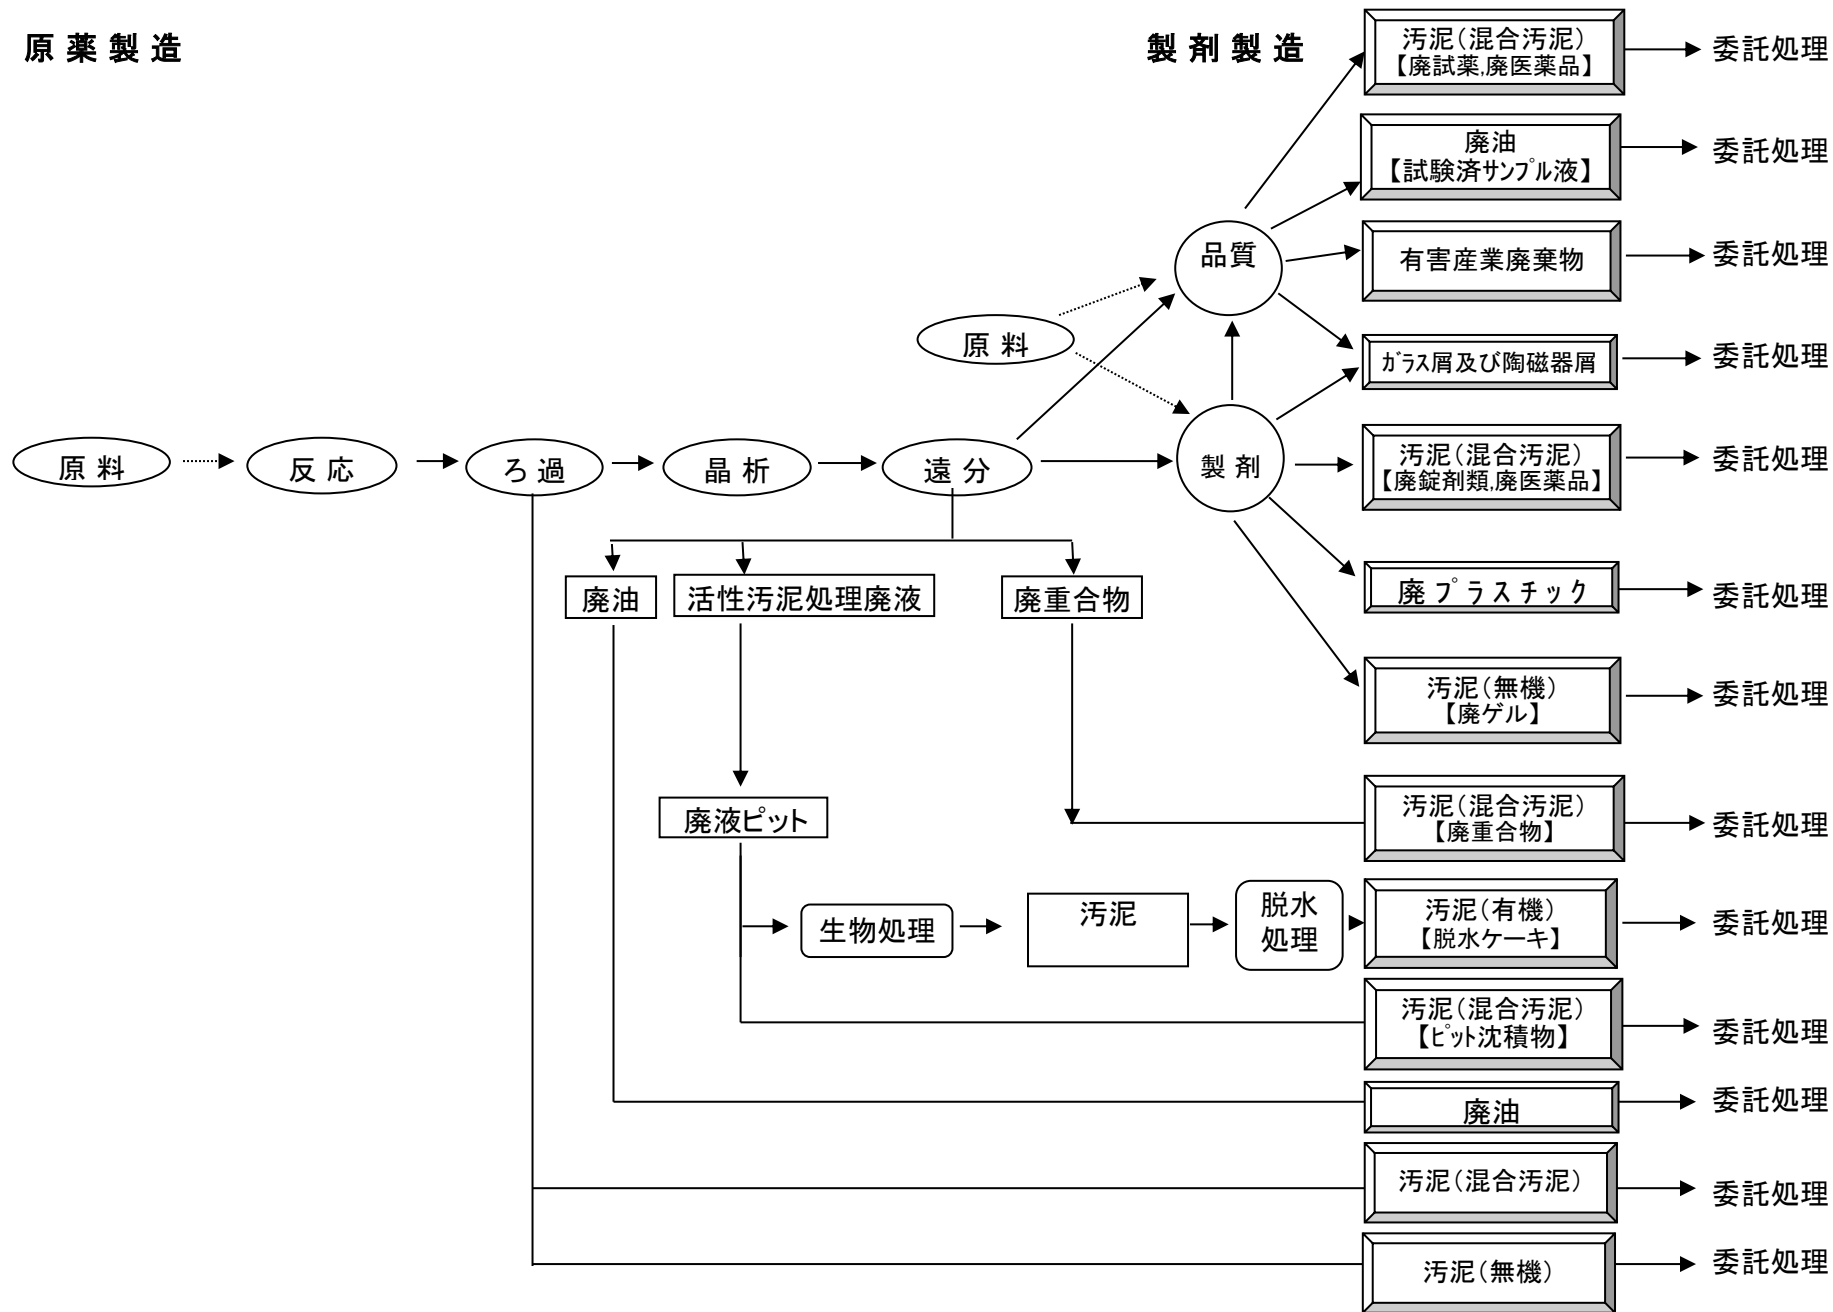 原薬製造
製剤製造
汚泥（混合汚泥）
【廃試薬,廃医薬品】
委託処理
廃油
【試験済ｻﾝﾌﾟﾙ液】
委託処理
品質
有害産業廃棄物
委託処理
原料
ｶﾞﾗｽ屑及び陶磁器屑
委託処理
原料
反応
ろ過
晶析
遠分
製剤
汚泥（混合汚泥）
【廃錠剤類,廃医薬品】
委託処理
廃油
活性汚泥処理廃液
廃重合物
廃プラスチック
委託処理
汚泥（無機）
【廃ゲル】
委託処理
廃液ピット
汚泥（混合汚泥）
【廃重合物】
委託処理
生物処理
汚泥
脱水
処理
汚泥（有機）
【脱水ケーキ】
委託処理
汚泥（混合汚泥）
【ﾋﾟｯﾄ沈積物】
委託処理
廃油
委託処理
汚泥（混合汚泥）
委託処理
汚泥（無機）
委託処理